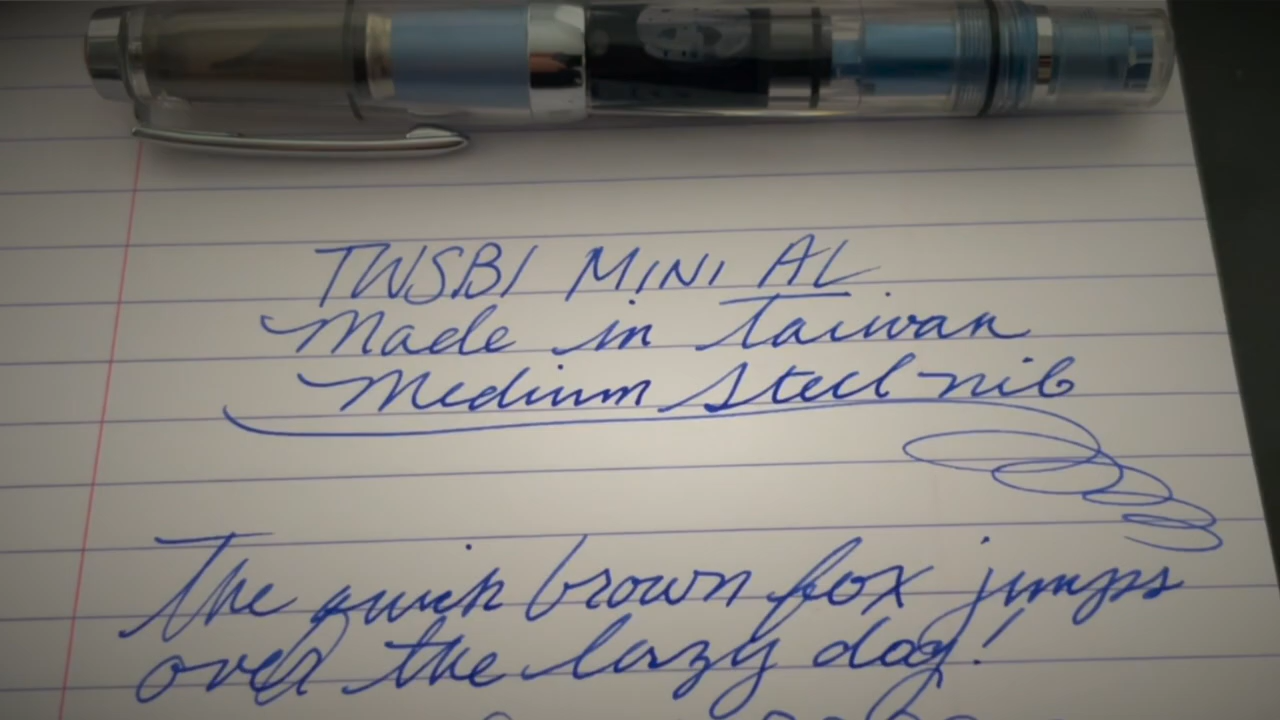 TWSBI MINI AL
Made in Taiwan
Medium Steel nib
The quick brown fox jumps
over the lazy dog!